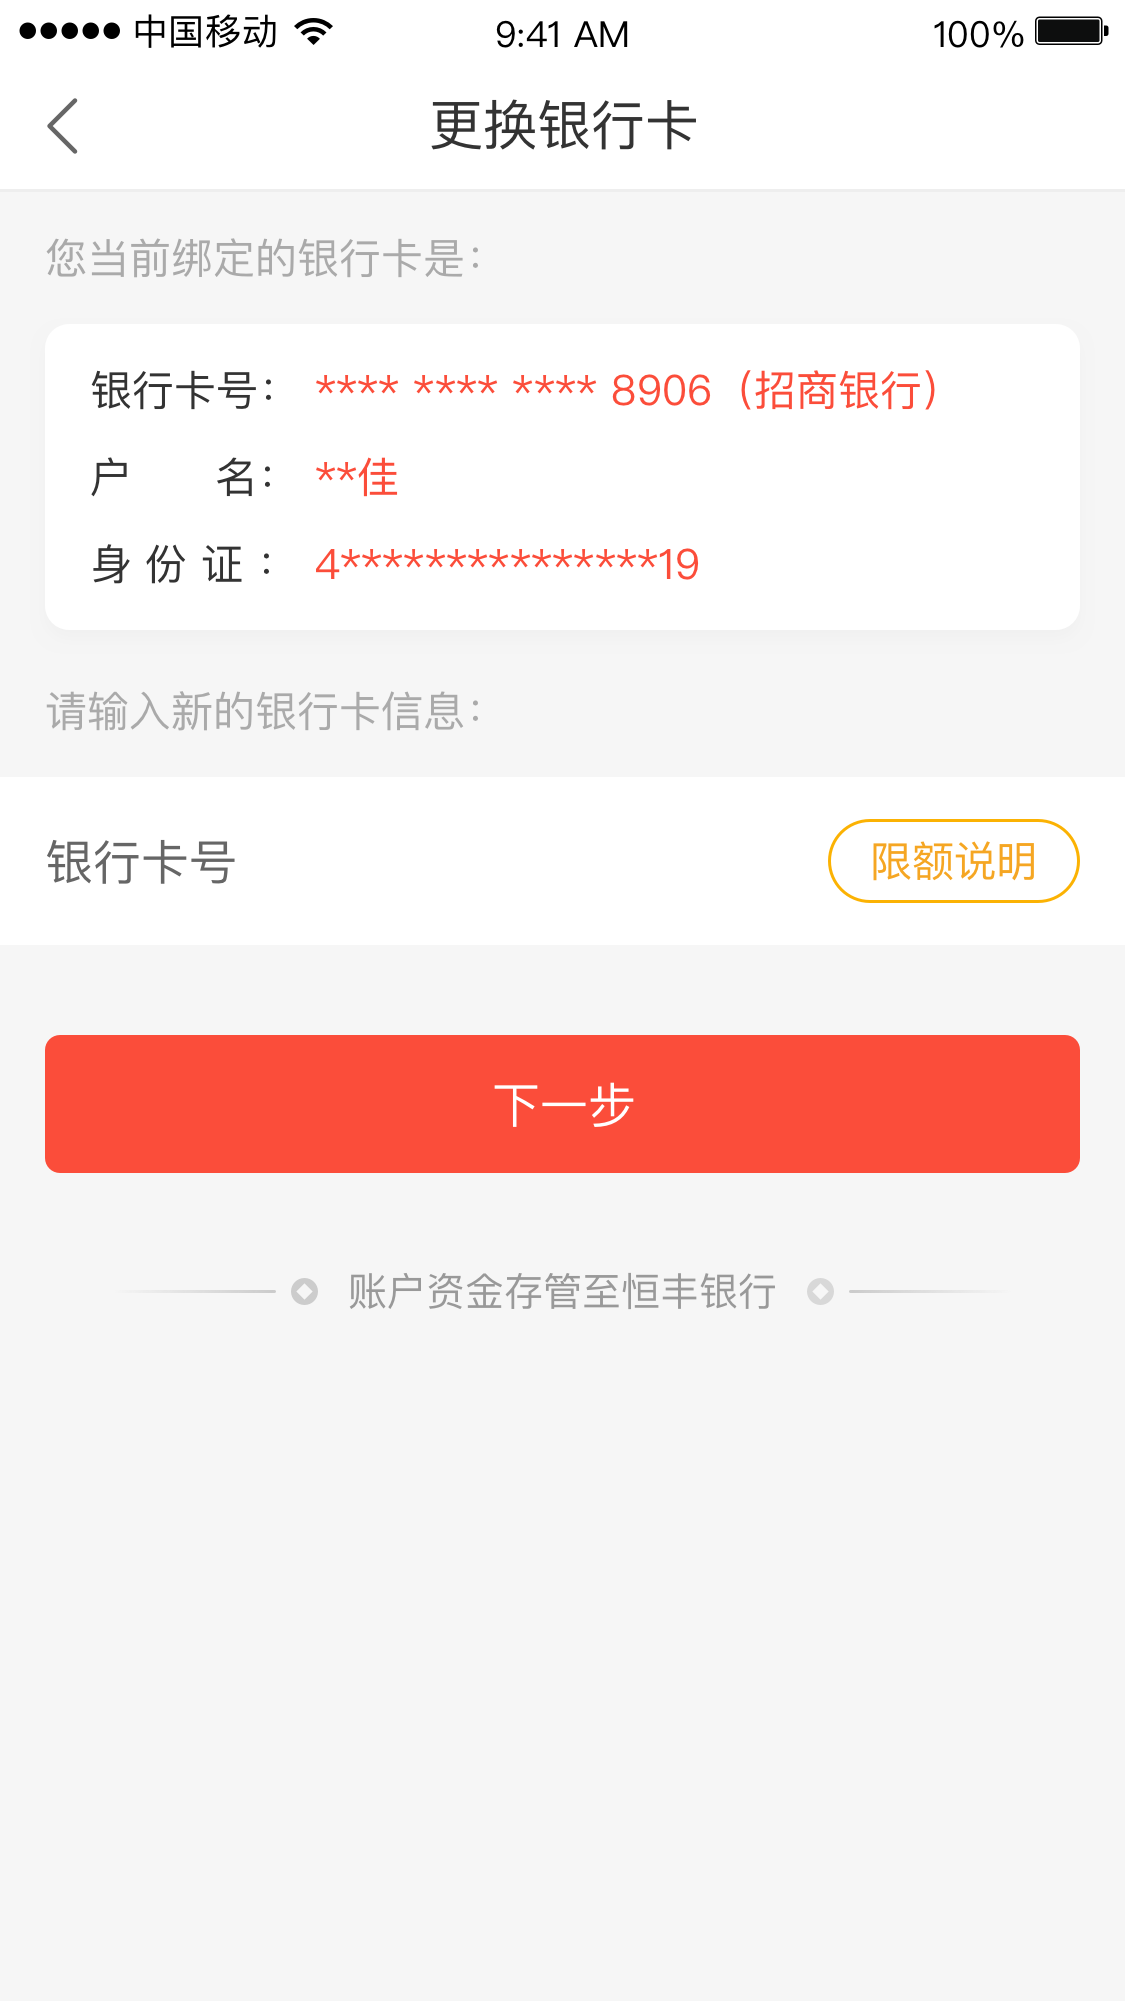 中国移动 9:41 AM 100%
更换银行卡
您当前绑定的银行卡是：
银行卡号： **** **** **** 8906（招商银行）
户 名： **佳
身份证： 4***************19
请输入新的银行卡信息：
银行卡号 限额说明
下一步
账户资金存管至恒丰银行